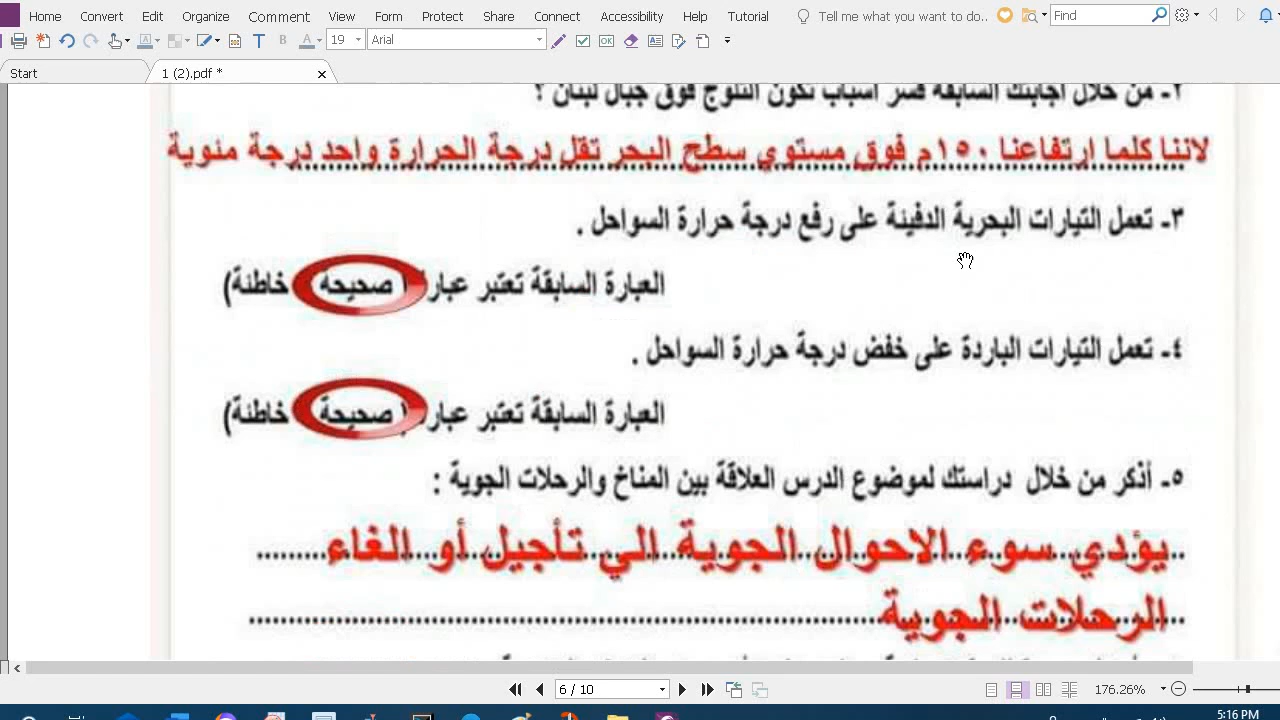 Home Convert Edit Organize Comment View Form Protect Share Connect Accessibility Help Tutorial Tell me what you want to do.. Find
19 Arial
Start 1 (2).pdf *
٢- من خلال اجابتك السابقة فسر اسباب تكون الثلوج فوق جبال لبنان ؟
لاننا كلما ارتفاعنا ١٥٠م فوق مستوي سطح البحر تقل درجة الحرارة واحد درجة مئوية
٣- تعمل التيارات البحرية الدفيئة على رفع درجة حرارة السواحل .
العبارة السابقة تعتبر عبار ( صحيحة خاطئة)
٤- تعمل التيارات الباردة على خفض درجة حرارة السواحل .
العبارة السابقة تعتبر عبار ( صحيحة خاطئة)
٥- أذكر من خلال دراستك لموضوع الدرس العلاقة بين المناخ والرحلات الجوية :
يؤدي سوء الاحوال الجوية الي تأجيل أو الغاء
الرحلات الجوية
6 / 10 176.26%
5:16 PM